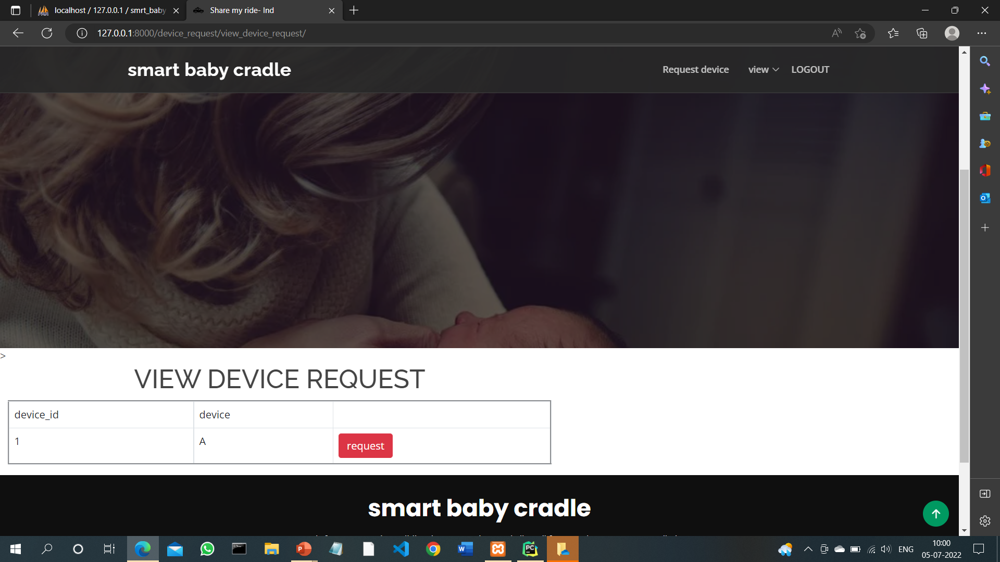 localhost / 127.0.0.1 / smrt_baby
Share my ride- Ind
127.0.0.1:8000/device_request/view_device_request/
smart baby cradle
Request device
view
LOGOUT
>
VIEW DEVICE REQUEST
device_id
device
1
A
request
smart baby cradle
ENG
10:00
05-07-2022